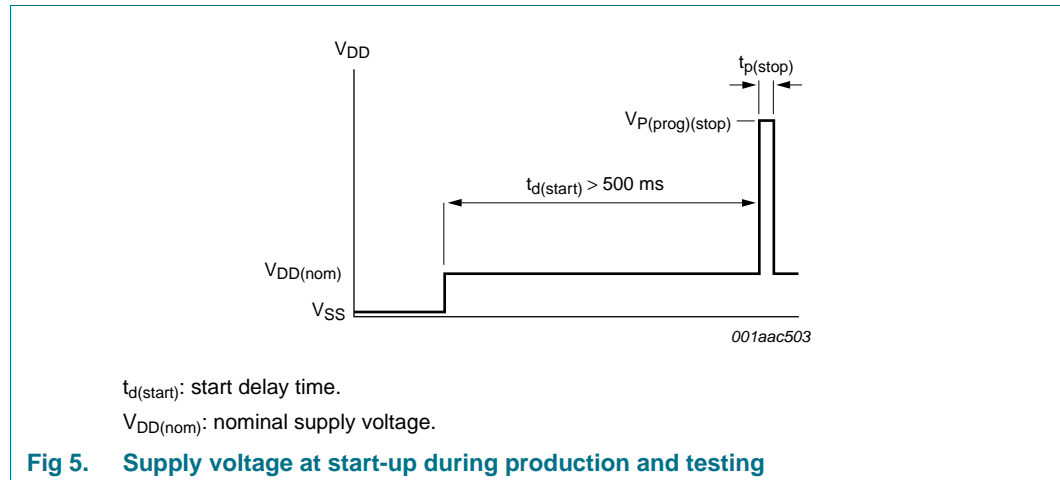 VDD
tp(stop)
VP(prog)(stop)
td(start) > 500 ms
VDD(nom)
VSS
001aac503
td(start): start delay time.
VDD(nom): nominal supply voltage.
Fig 5. Supply voltage at start-up during production and testing